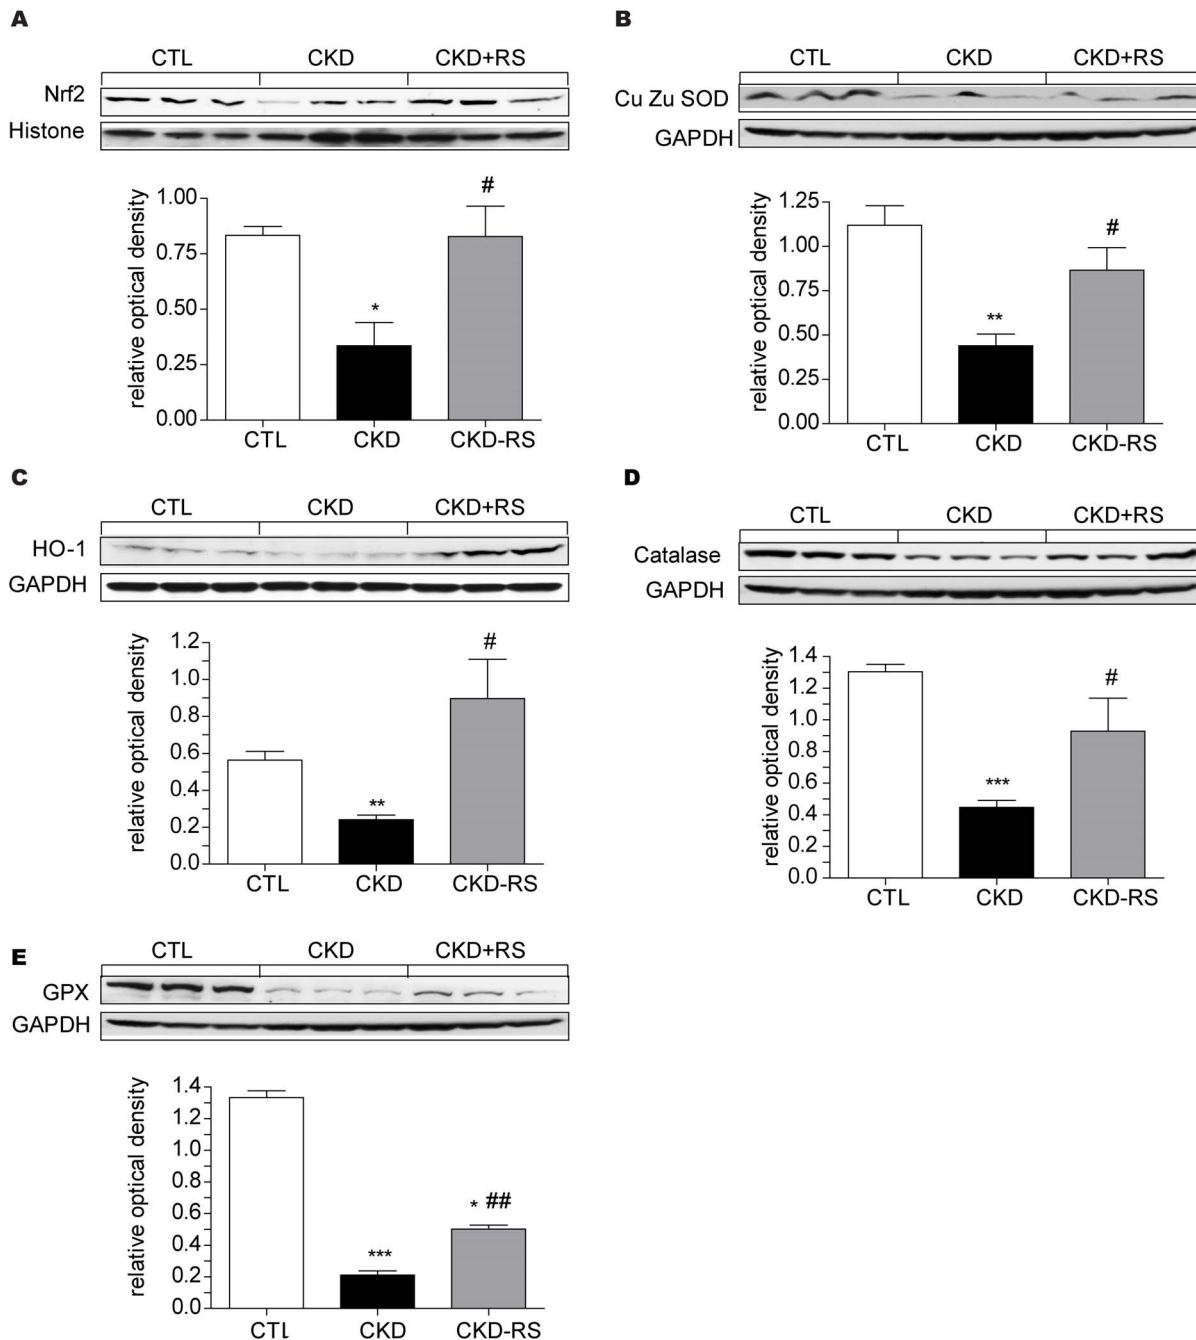 A
CTL CKD CKD+RS
Nrf2
Histone
relative optical density
1.00
0.75
0.50
0.25
0.00
*
#
CTL CKD CKD-RS
B
CTL CKD CKD+RS
Cu Zu SOD
GAPDH
relative optical density
1.25
1.00
0.75
0.50
0.25
0.00
**
#
CTL CKD CKD-RS
C
CTL CKD CKD+RS
HO-1
GAPDH
relative optical density
1.2
1.0
0.8
0.6
0.4
0.2
0.0
**
#
CTL CKD CKD-RS
D
CTL CKD CKD+RS
Catalase
GAPDH
relative optical density
1.4
1.2
1.0
0.8
0.6
0.4
0.2
0.0
***
#
CTL CKD CKD-RS
E
CTL CKD CKD+RS
GPX
GAPDH
relative optical density
1.4
1.2
1.0
0.8
0.6
0.4
0.2
0.0
***
* ##
CTL CKD CKD-RS